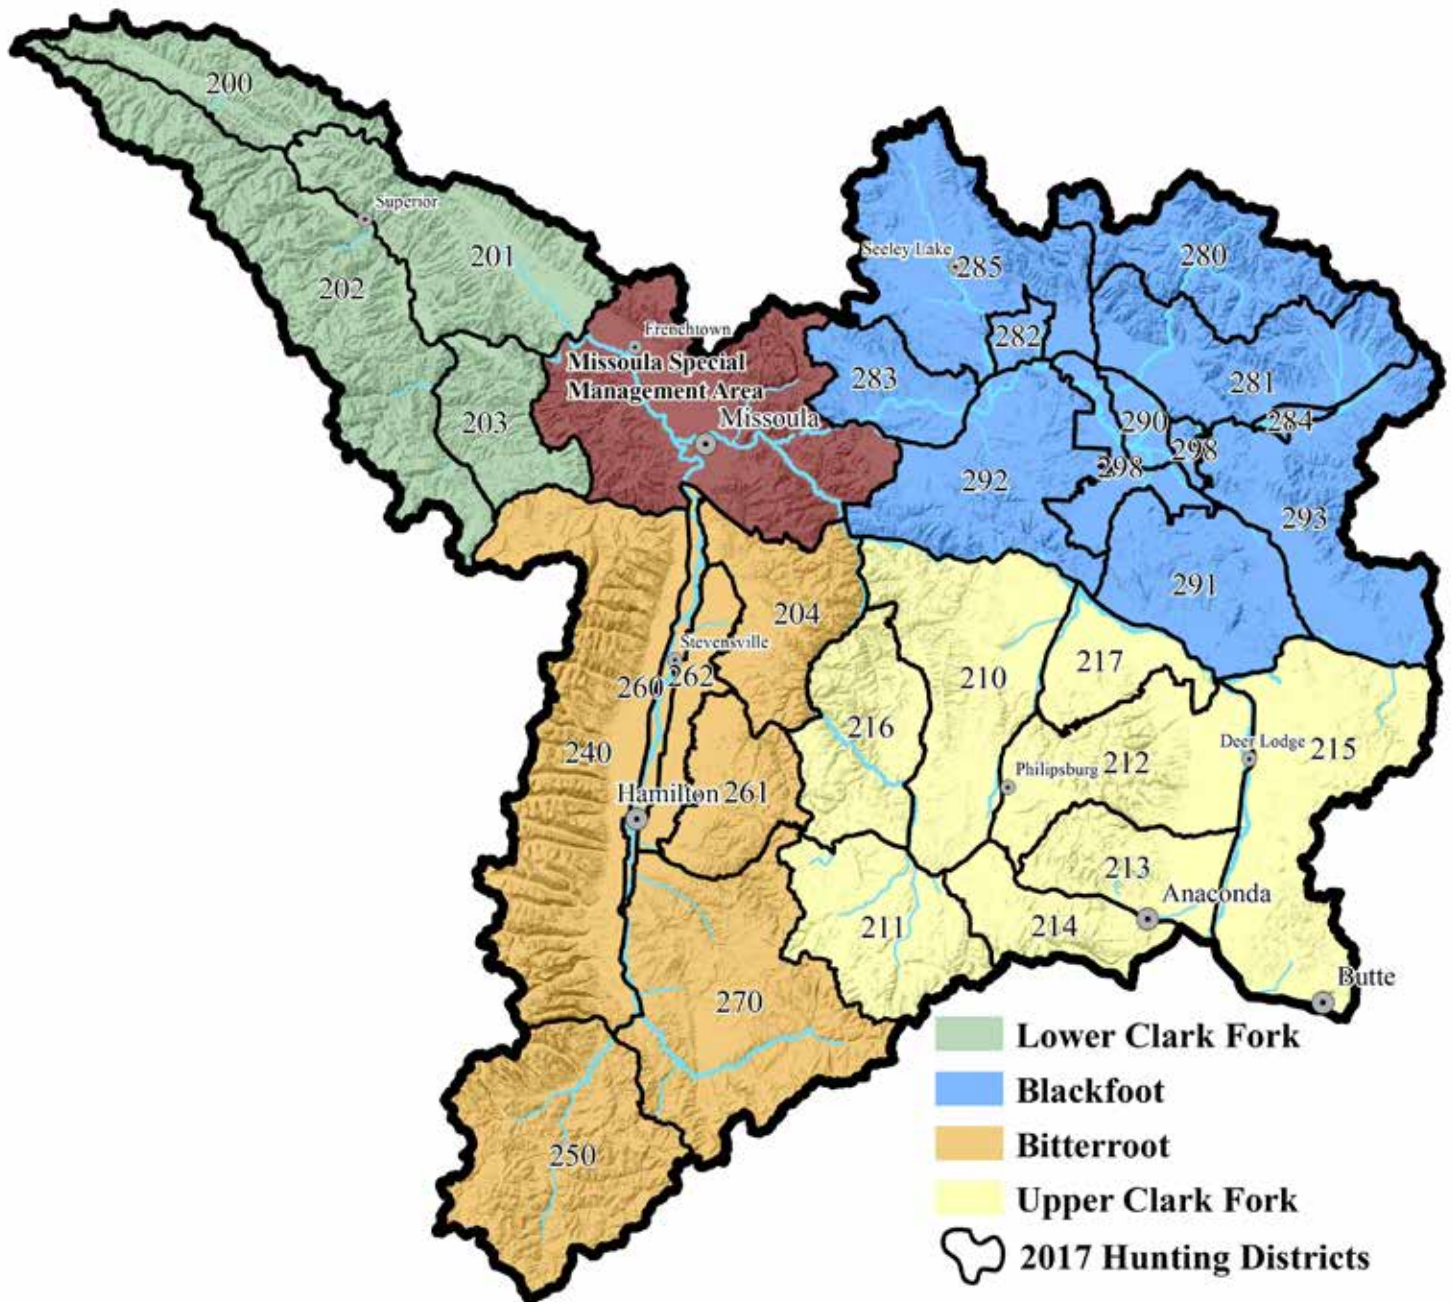 200
Superior
201
202
280
Seeley Lake
285
Frenchtown
282
Missoula Special
Management Area
283
281
Missoula
203
290
284
298
298
292
293
291
204
Stevensville
262
260
217
210
216
240
Deer Lodge
215
212
Philipsburg
Hamilton
261
213
Anaconda
211
214
Butte
270
250
Lower Clark Fork
Blackfoot
Bitterroot
Upper Clark Fork
2017 Hunting Districts